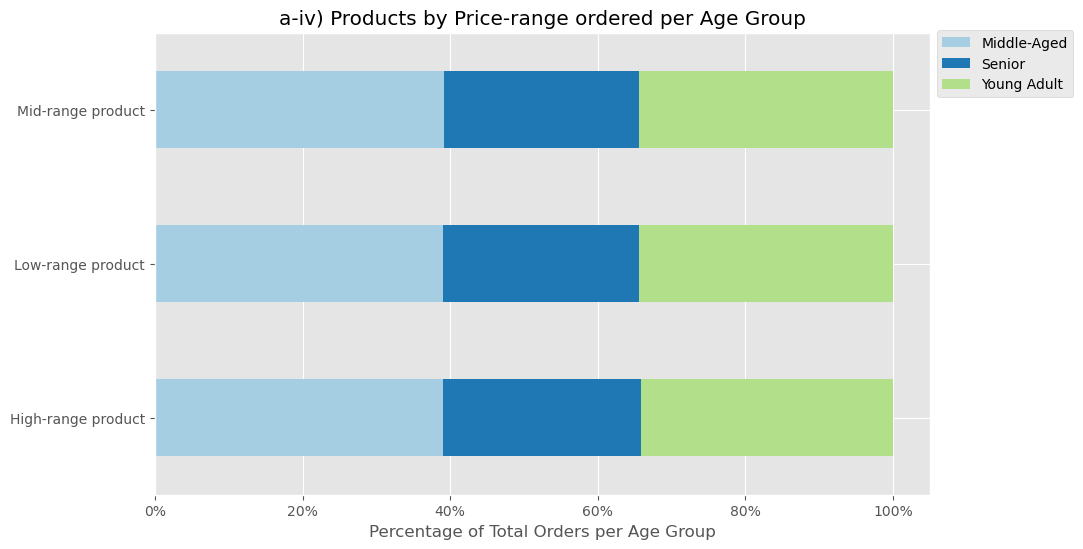 a-iv) Products by Price-range ordered per Age Group
Middle-Aged
Senior
Young Adult
Mid-range product
Low-range product
High-range product
0% 20% 40% 60% 80% 100%
Percentage of Total Orders per Age Group